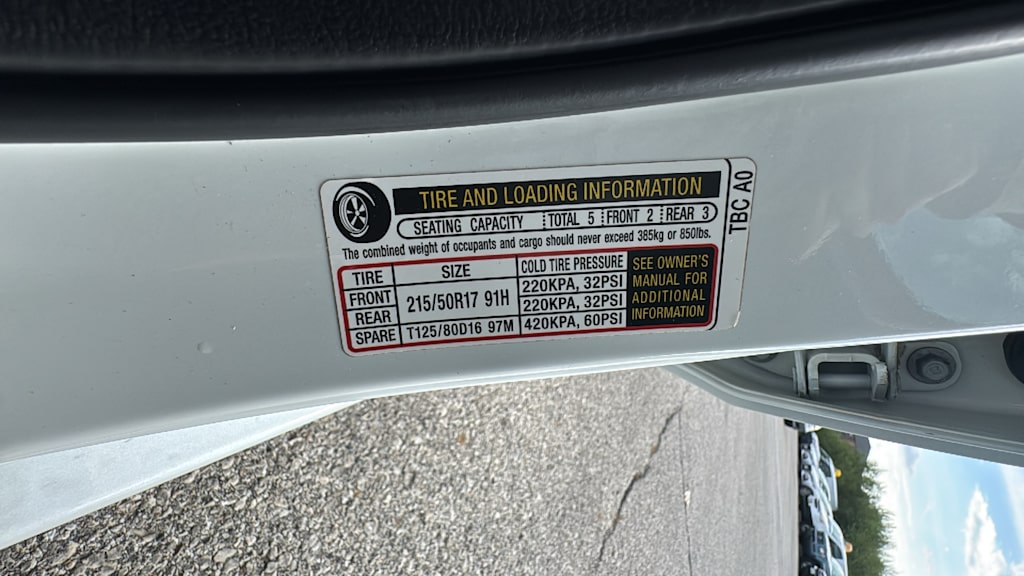 TIRE AND LOADING INFORMATION
SEATING CAPACITY TOTAL 5 FRONT 2 REAR 3
The combined weight of occupants and cargo should never exceed 385kg or 850lbs.
TIRE SIZE COLD TIRE PRESSURE
FRONT 215/50R17 91H 220KPA, 32PSI
REAR 220KPA, 32PSI
SPARE T125/80D16 97M 420KPA, 60PSI
SEE OWNER'S
MANUAL FOR
ADDITIONAL
INFORMATION
TBC A0